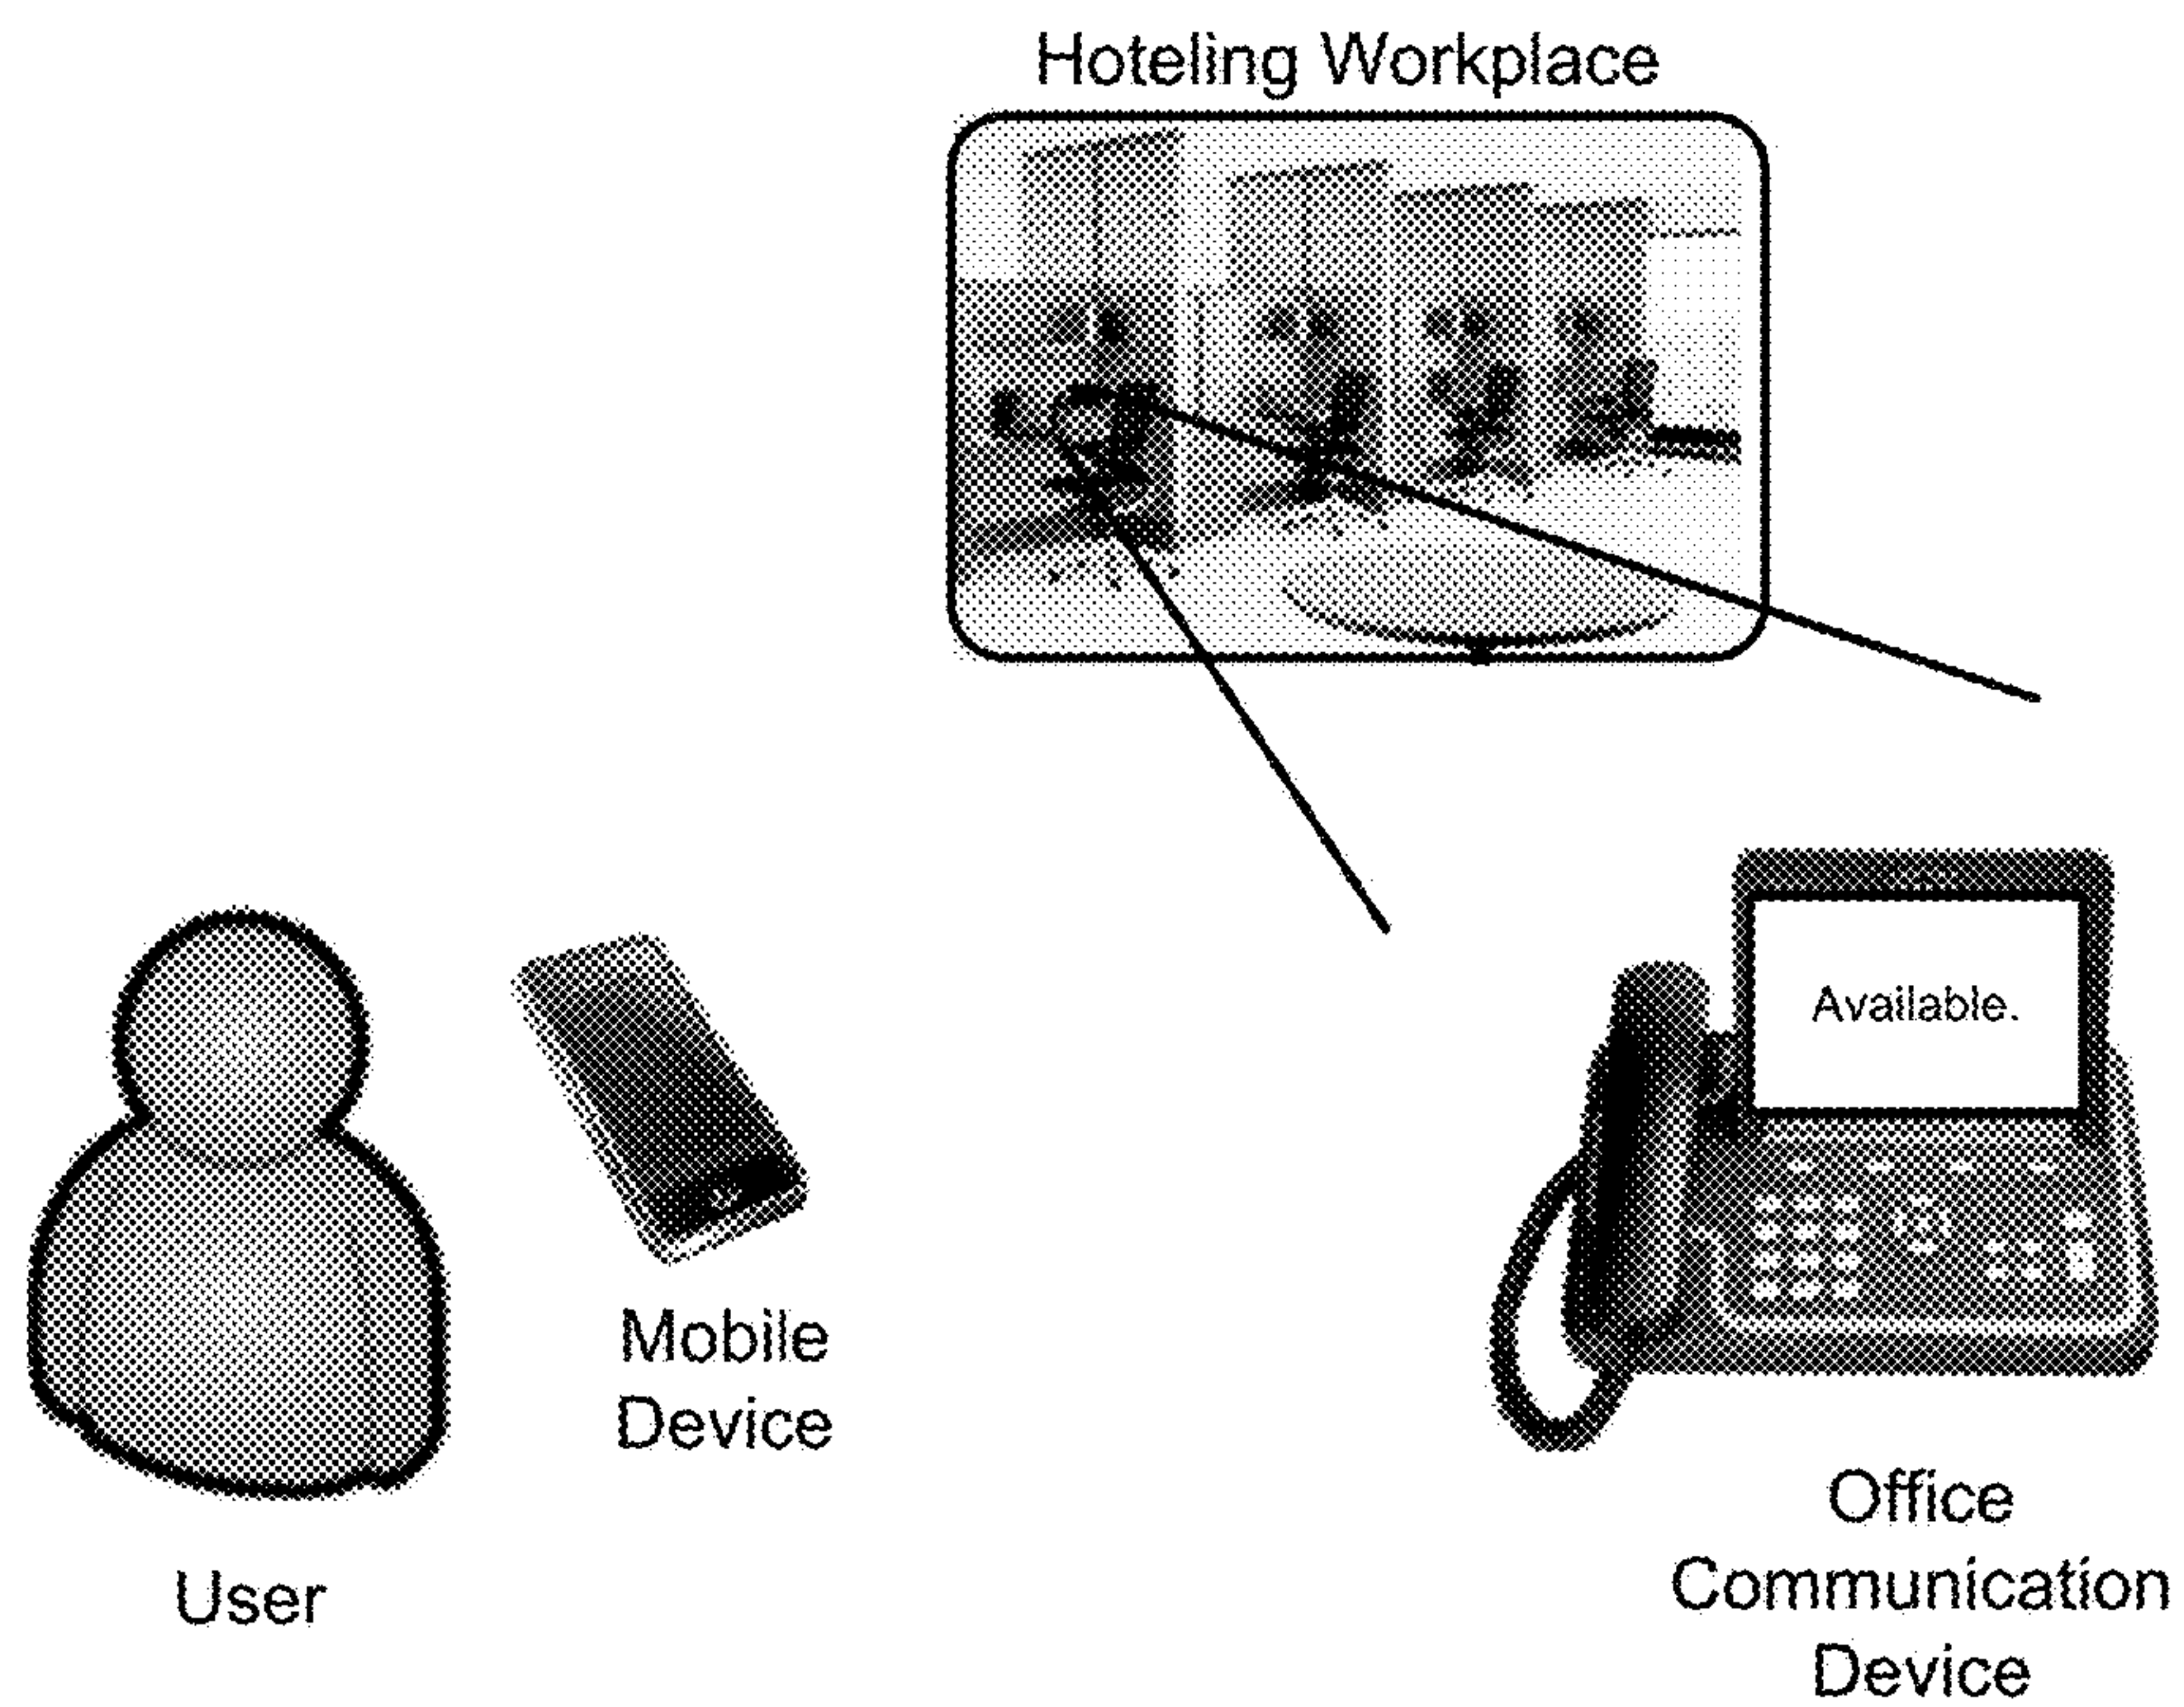 Hoteling Workplace
Available.
Mobile
Device
User
Office
Communication
Device